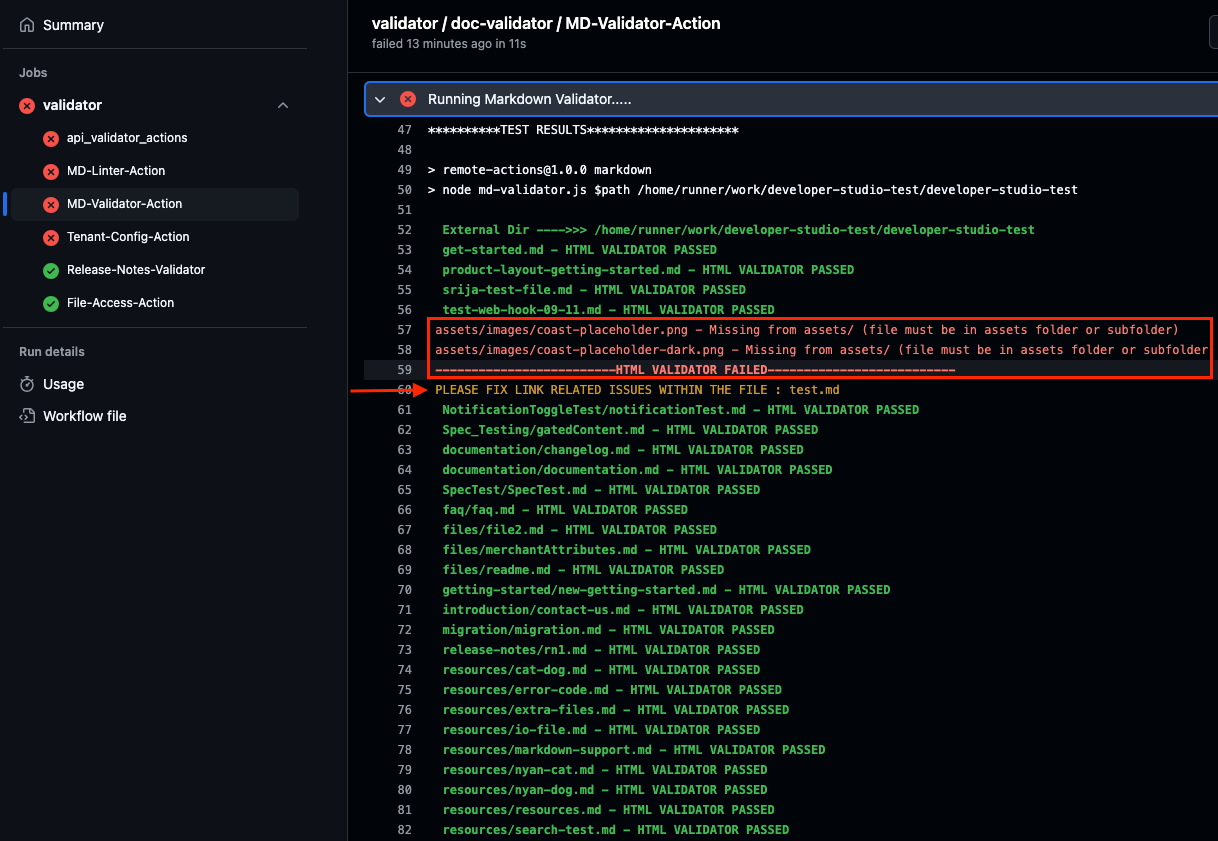 Summary
Jobs
validator
api_validator_actions
MD-Linter-Action
MD-Validator-Action
Tenant-Config-Action
Release-Notes-Validator
File-Access-Action
Run details
Usage
Workflow file
validator / doc-validator / MD-Validator-Action
failed 13 minutes ago in 11s
Running Markdown Validator.....
47 **********TEST RESULTS*********************
48
49 > remote-actions@1.0.0 markdown
50 > node md-validator.js $path /home/runner/work/developer-studio-test/developer-studio-test
51
52 External Dir ---->>> /home/runner/work/developer-studio-test/developer-studio-test
53 get-started.md - HTML VALIDATOR PASSED
54 product-layout-getting-started.md - HTML VALIDATOR PASSED
55 srija-test-file.md - HTML VALIDATOR PASSED
56 test-web-hook-09-11.md - HTML VALIDATOR PASSED
57 assets/images/coast-placeholder.png - Missing from assets/ (file must be in assets folder or subfolder)
58 assets/images/coast-placeholder-dark.png - Missing from assets/ (file must be in assets folder or subfolder
59 -------------------------HTML VALIDATOR FAILED--------------------------
60 PLEASE FIX LINK RELATED ISSUES WITHIN THE FILE : test.md
61 NotificationToggleTest/notificationTest.md - HTML VALIDATOR PASSED
62 Spec_Testing/gatedContent.md - HTML VALIDATOR PASSED
63 documentation/changelog.md - HTML VALIDATOR PASSED
64 documentation/documentation.md - HTML VALIDATOR PASSED
65 SpecTest/SpecTest.md - HTML VALIDATOR PASSED
66 faq/faq.md - HTML VALIDATOR PASSED
67 files/file2.md - HTML VALIDATOR PASSED
68 files/merchantAttributes.md - HTML VALIDATOR PASSED
69 files/readme.md - HTML VALIDATOR PASSED
70 getting-started/new-getting-started.md - HTML VALIDATOR PASSED
71 introduction/contact-us.md - HTML VALIDATOR PASSED
72 migration/migration.md - HTML VALIDATOR PASSED
73 release-notes/rn1.md - HTML VALIDATOR PASSED
74 resources/cat-dog.md - HTML VALIDATOR PASSED
75 resources/error-code.md - HTML VALIDATOR PASSED
76 resources/extra-files.md - HTML VALIDATOR PASSED
77 resources/io-file.md - HTML VALIDATOR PASSED
78 resources/markdown-support.md - HTML VALIDATOR PASSED
79 resources/nyan-cat.md - HTML VALIDATOR PASSED
80 resources/nyan-dog.md - HTML VALIDATOR PASSED
81 resources/resources.md - HTML VALIDATOR PASSED
82 resources/search-test.md - HTML VALIDATOR PASSED